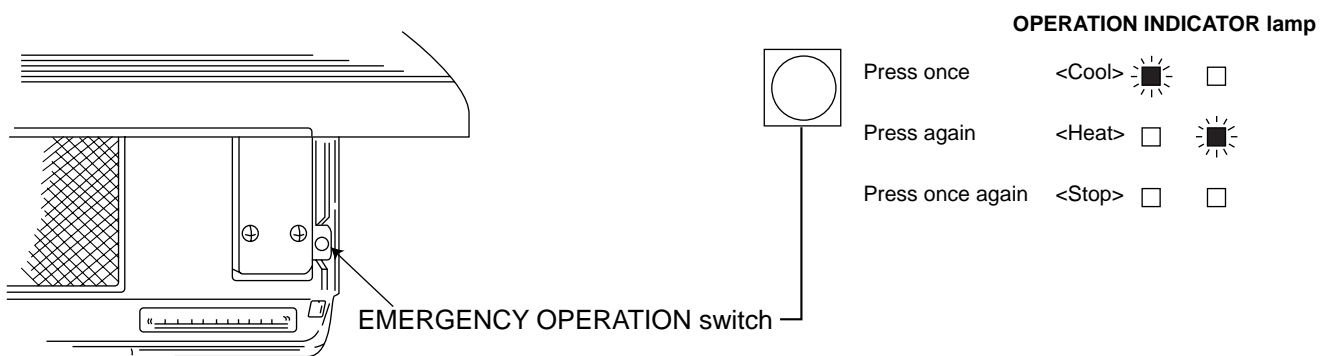 OPERATION INDICATOR lamp
Press once <Cool>
Press again <Heat>
Press once again <Stop>
EMERGENCY OPERATION switch